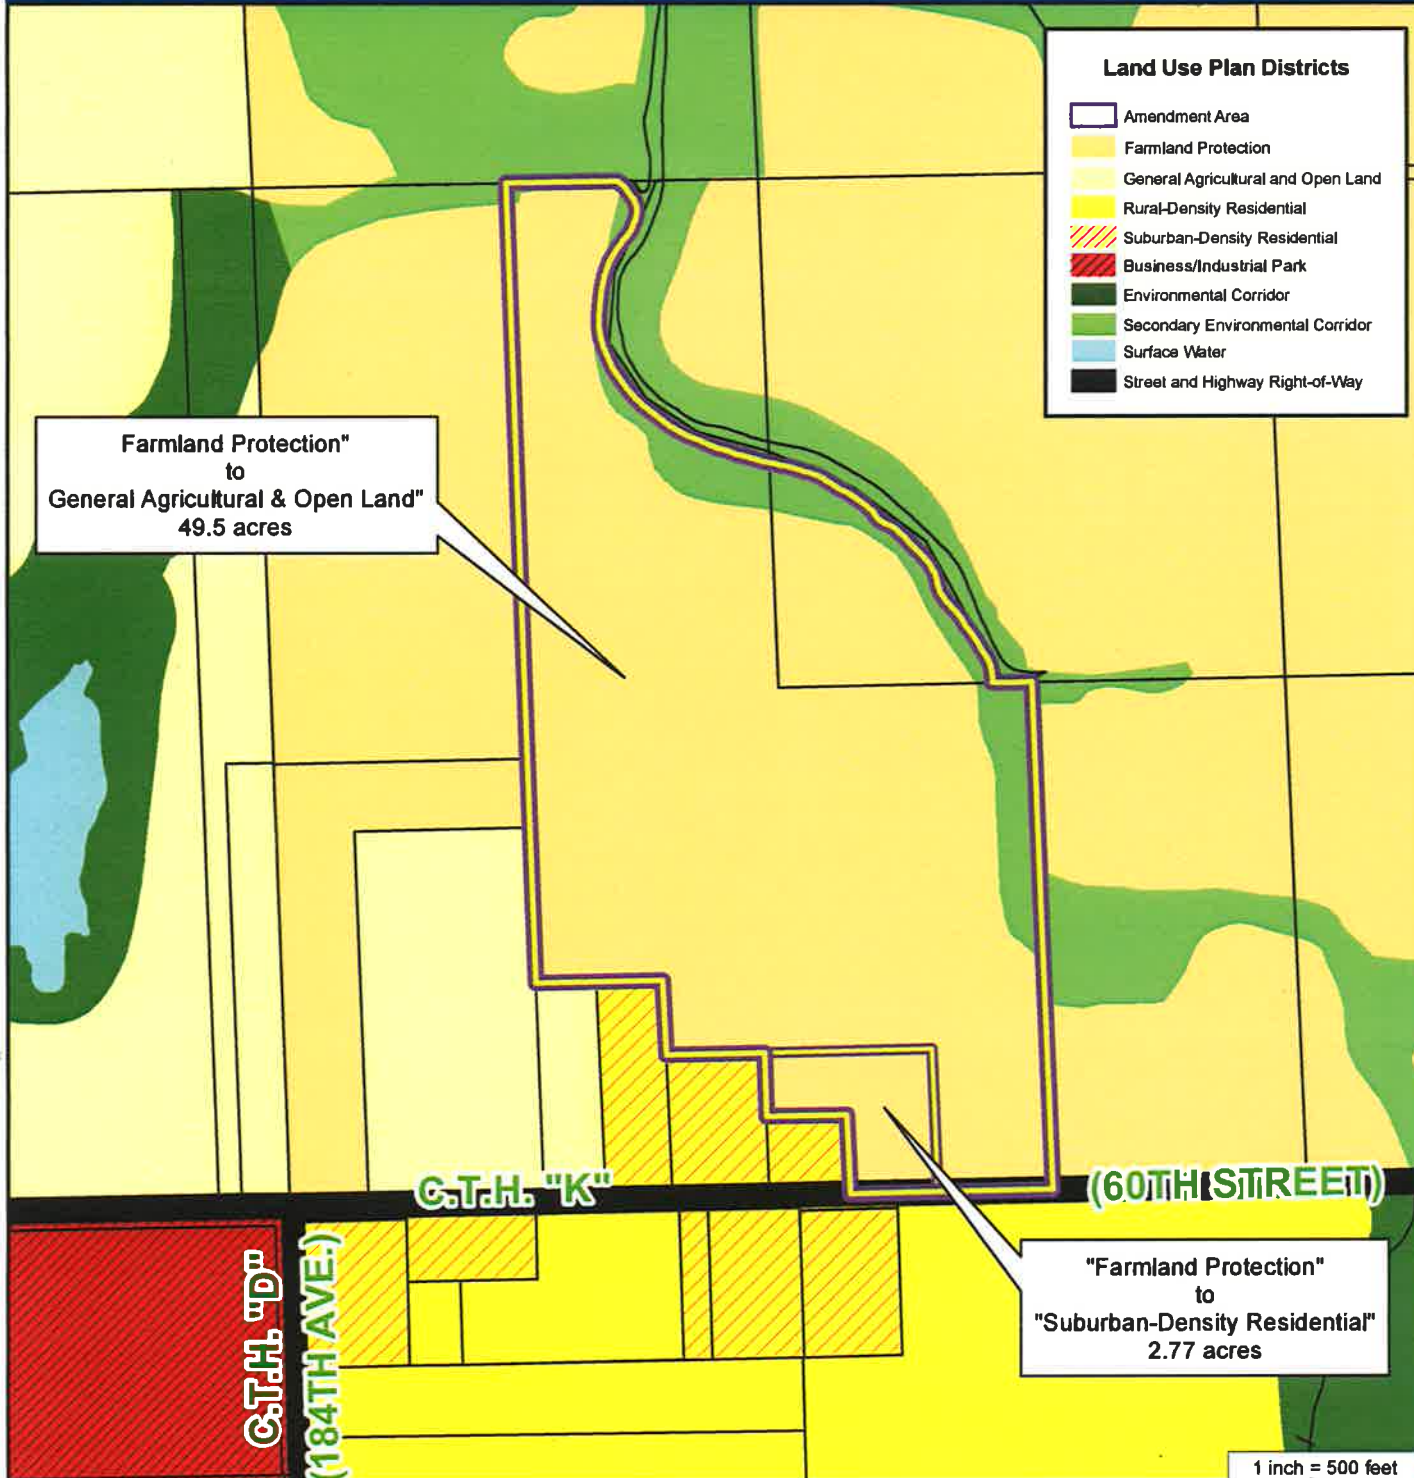 Land Use Plan Districts
Amendment Area
Farmland Protection
General Agricultural and Open Land
Rural-Density Residential
Suburban-Density Residential
Business/Industrial Park
Environmental Corridor
Secondary Environmental Corridor
Surface Water
Street and Highway Right-of-Way
Farmland Protection"
to
General Agricultural & Open Land"
49.5 acres
C.T.H. "K"
(60TH STREET)
C.T.H. "D"
(184TH AVE.)
"Farmland Protection"
to
"Suburban-Density Residential"
2.77 acres
1 inch = 500 feet